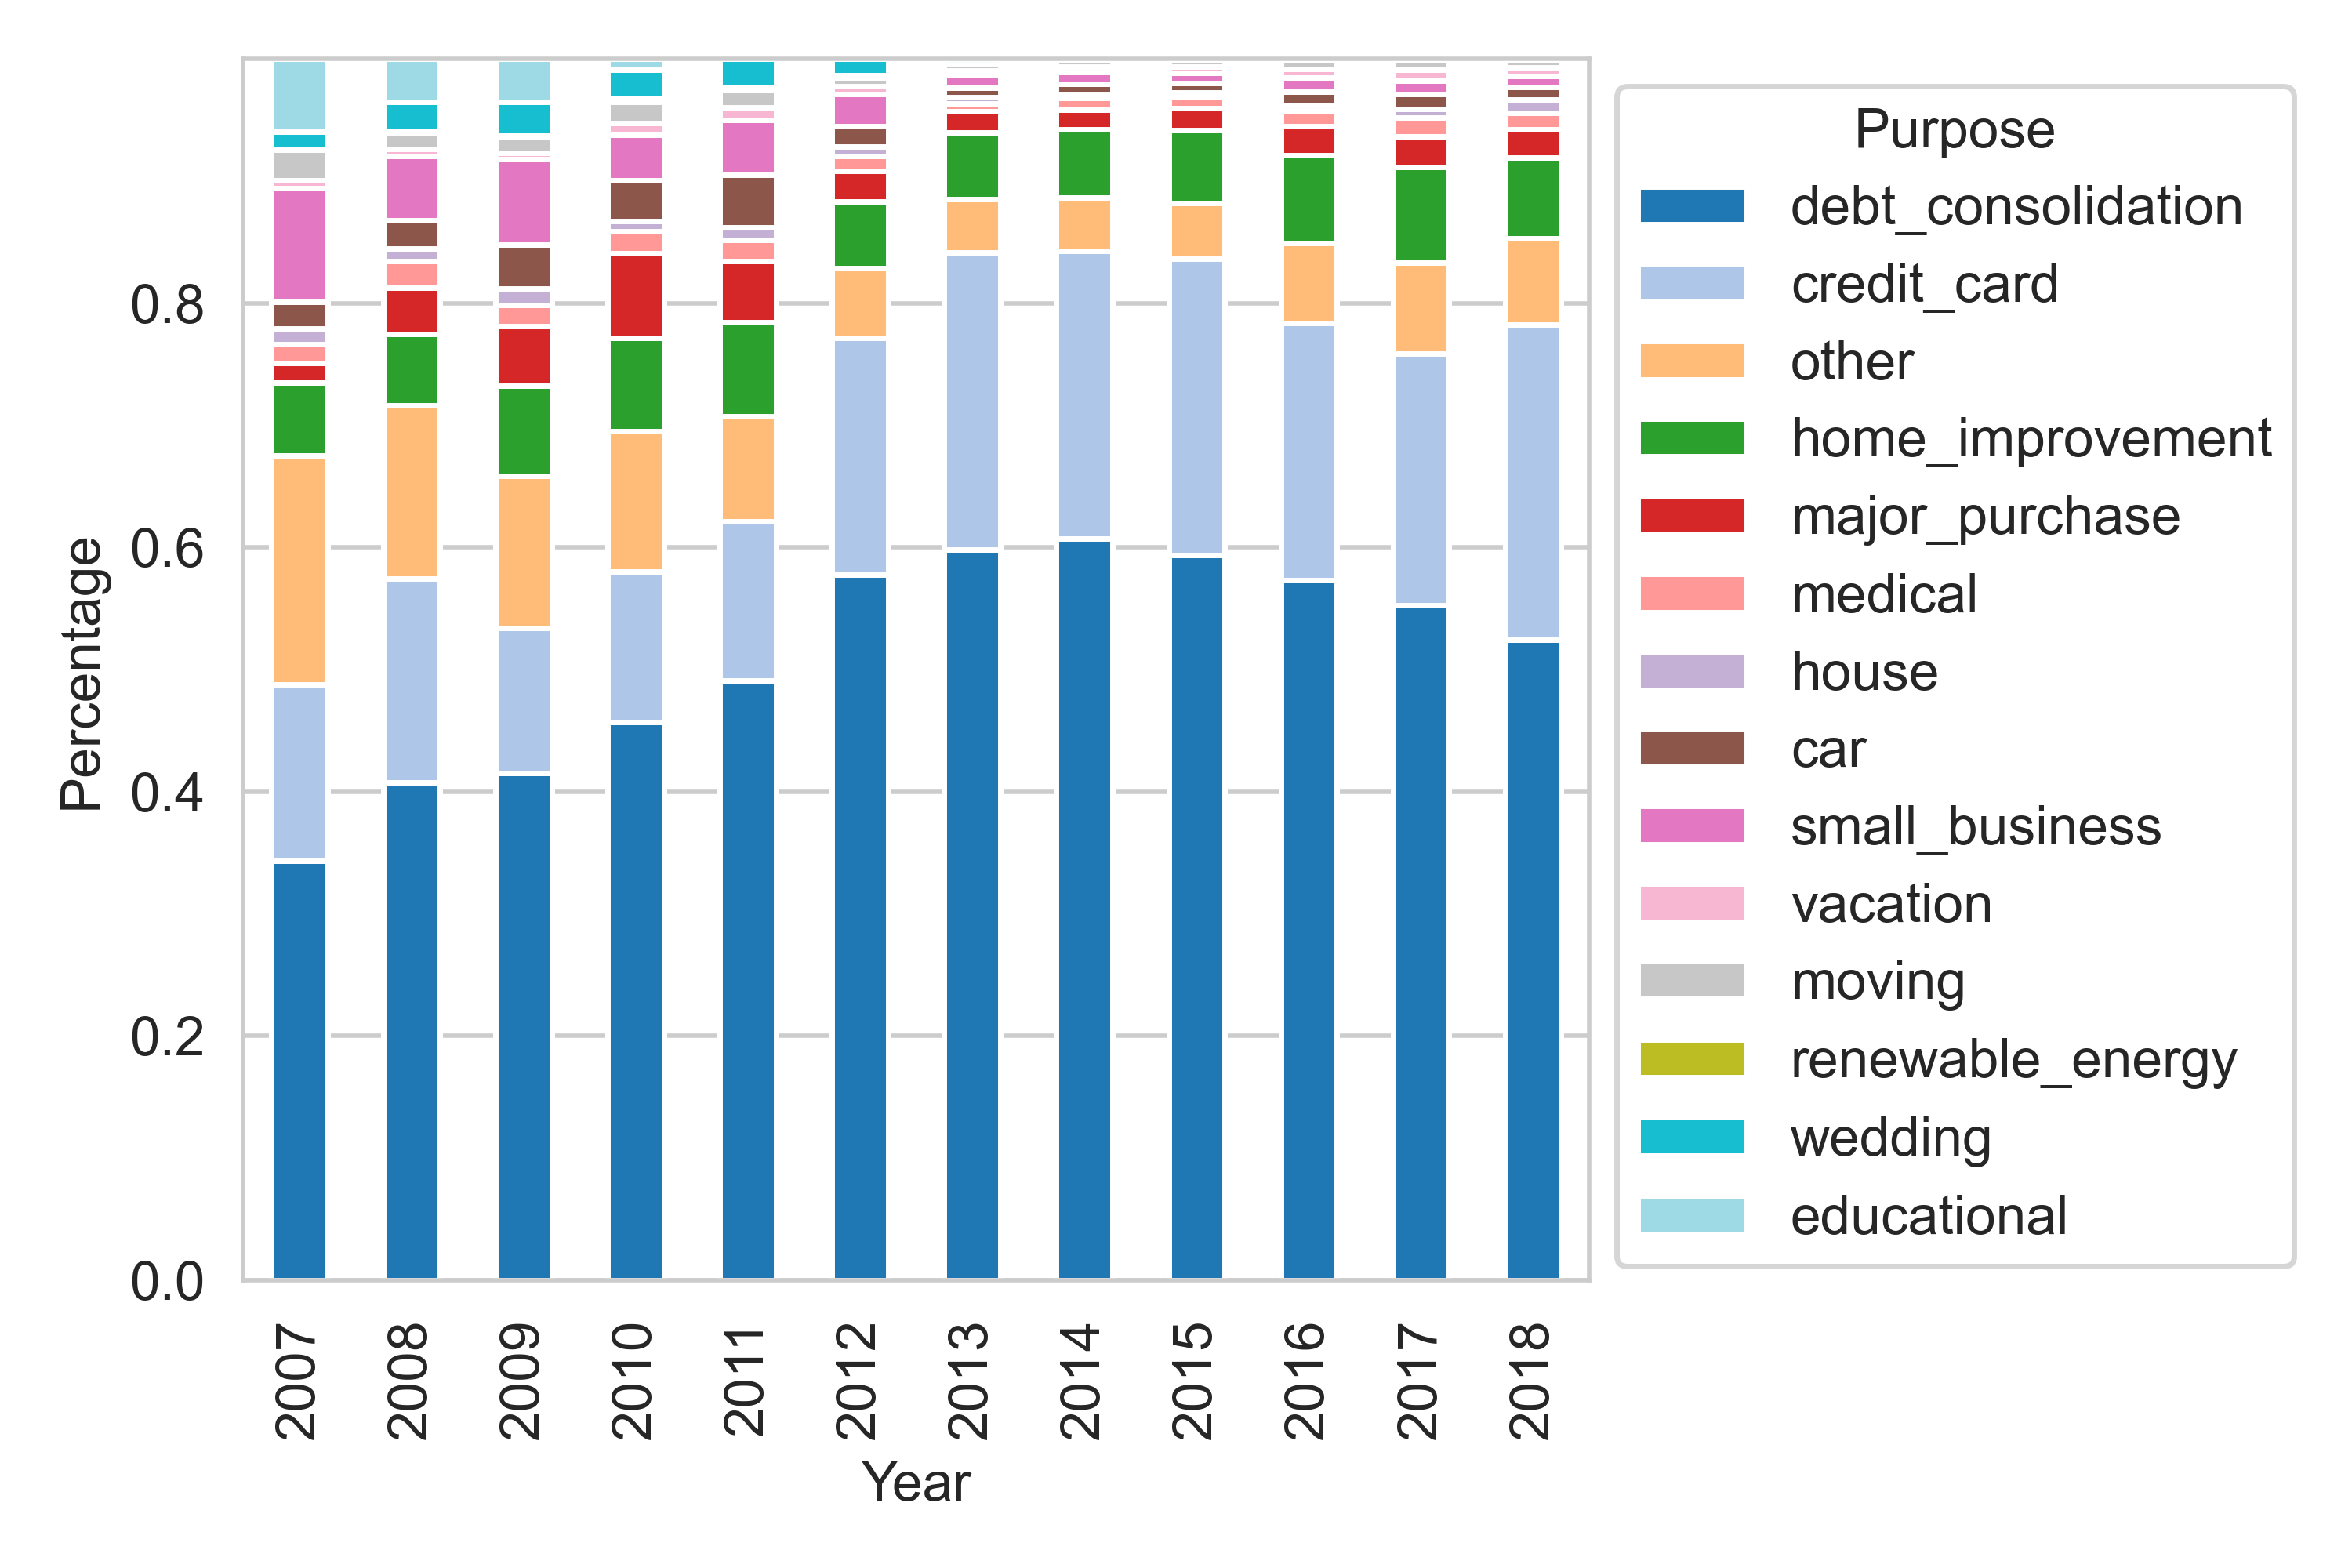 Percentage
0.8
0.6
0.4
0.2
0.0
2007
2008
2009
2010
2011
2012
2013
2014
2015
2016
2017
2018
Year
Purpose
debt_consolidation
credit_card
other
home_improvement
major_purchase
medical
house
car
small_business
vacation
moving
renewable_energy
wedding
educational